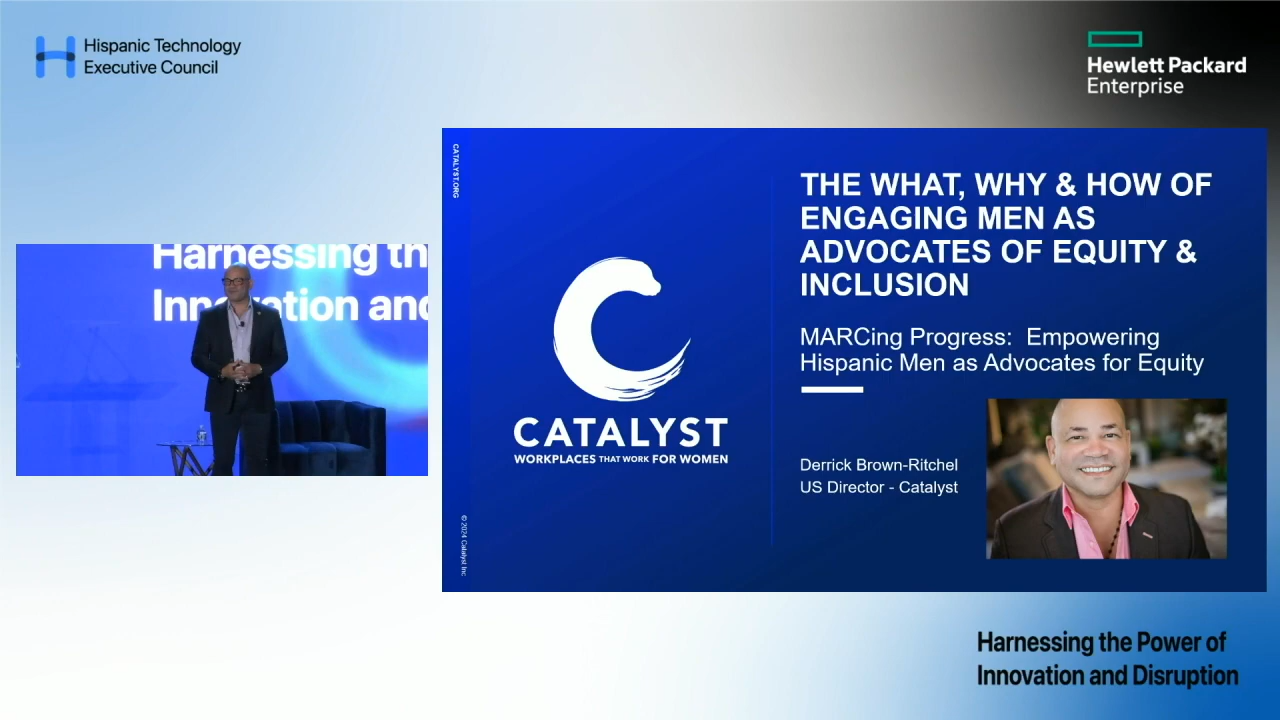 Hispanic Technology
Executive Council
Hewlett Packard
Enterprise
Harnessing th
Innovation and
CATALYST.ORG
CATALYST
WORKPLACES THAT WORK FOR WOMEN
© 2024 Catalyst Inc
THE WHAT, WHY & HOW OF
ENGAGING MEN AS
ADVOCATES OF EQUITY &
INCLUSION
MARCing Progress: Empowering
Hispanic Men as Advocates for Equity
Derrick Brown-Ritchel
US Director - Catalyst
Harnessing the Power of
Innovation and Disruption